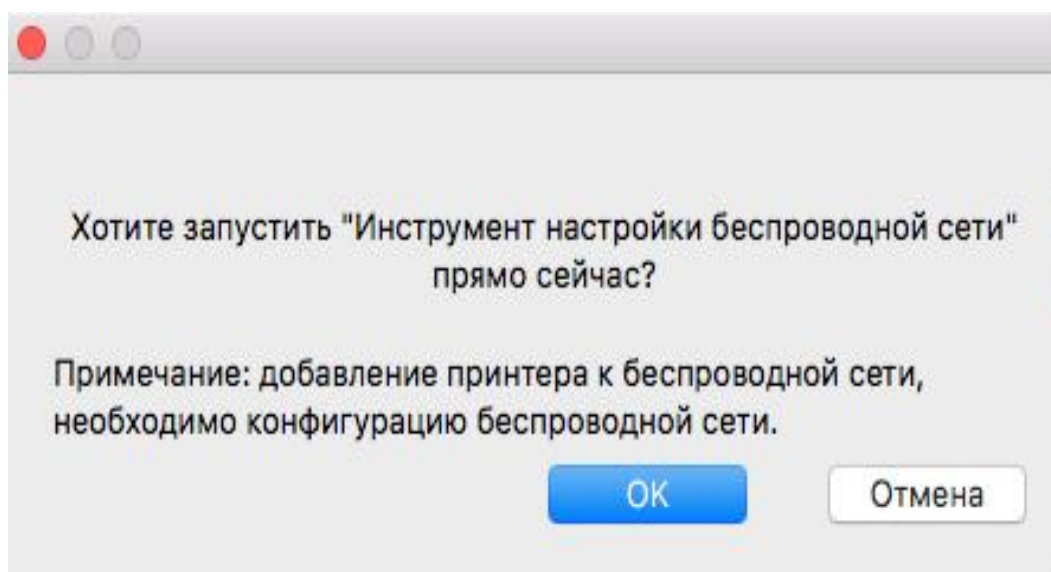 Хотите запустить "Инструмент настройки беспроводной сети"
прямо сейчас?
Примечание: добавление принтера к беспроводной сети,
необходимо конфигурацию беспроводной сети.
OK
Отмена